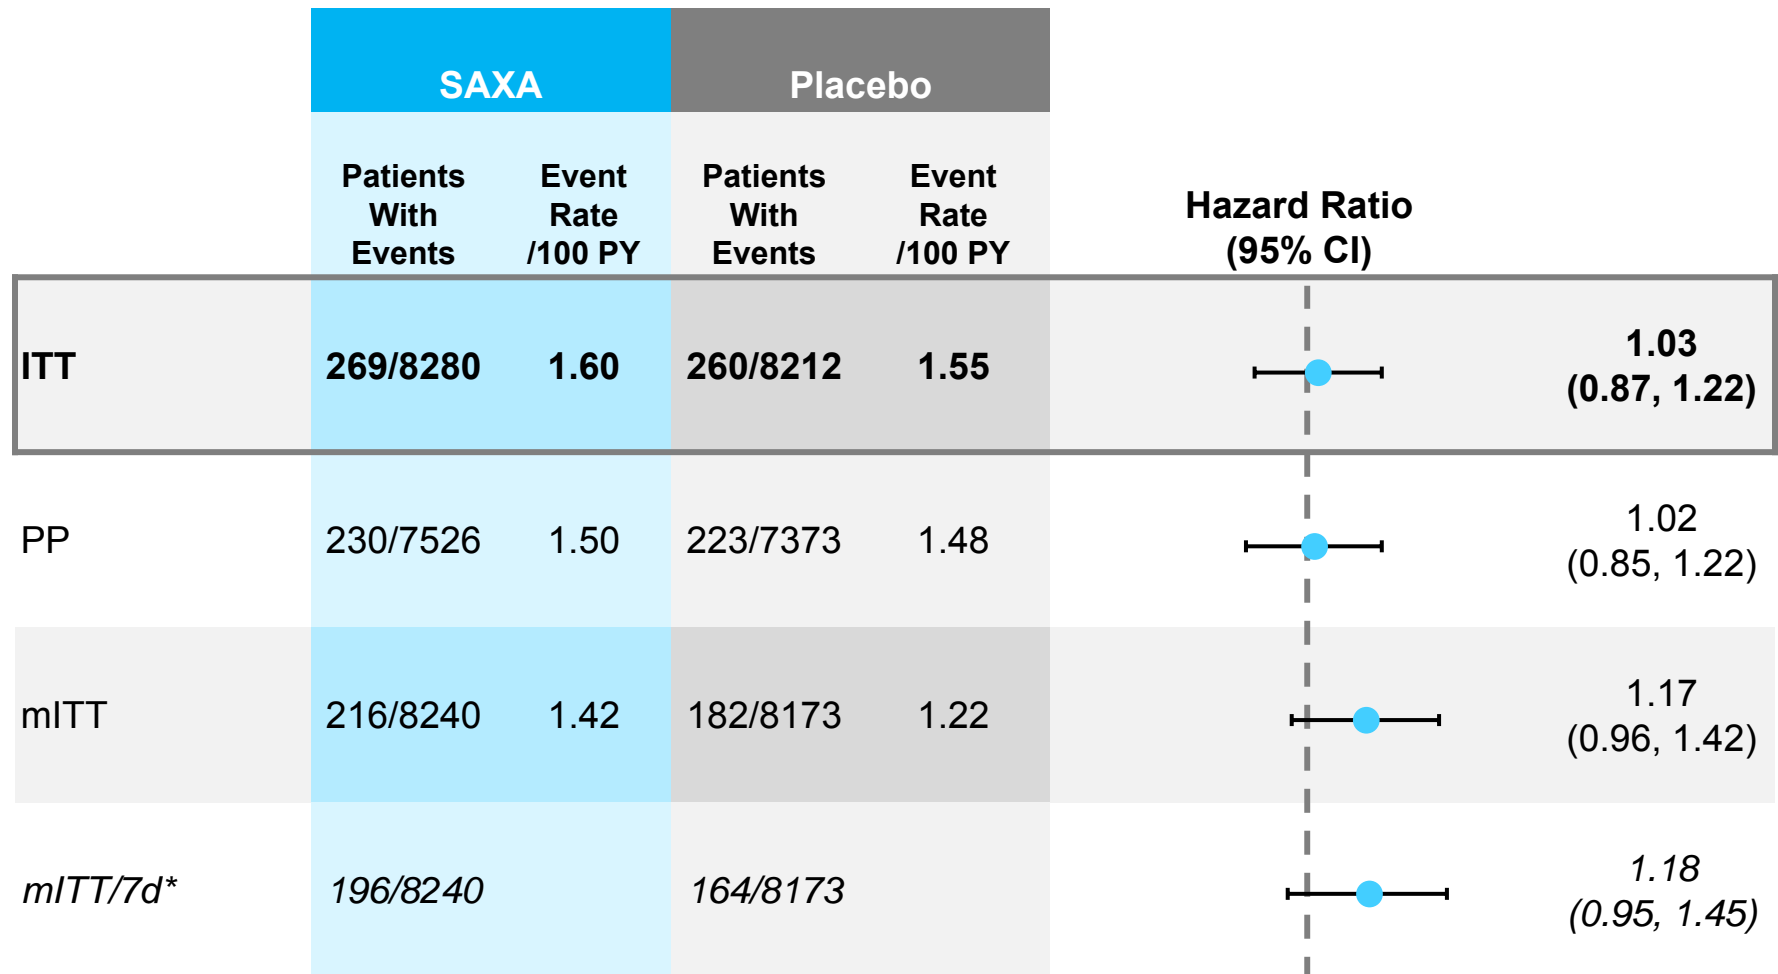 SAXA Placebo
Patients With Events
Event Rate /100 PY
Patients With Events
Event Rate /100 PY
Hazard Ratio
(95% CI)
ITT 269/8280 1.60 260/8212 1.55 1.03
(0.87, 1.22)
PP 230/7526 1.50 223/7373 1.48 1.02
(0.85, 1.22)
mITT 216/8240 1.42 182/8173 1.22 1.17
(0.96, 1.42)
mITT/7d* 196/8240 164/8173 1.18
(0.95, 1.45)